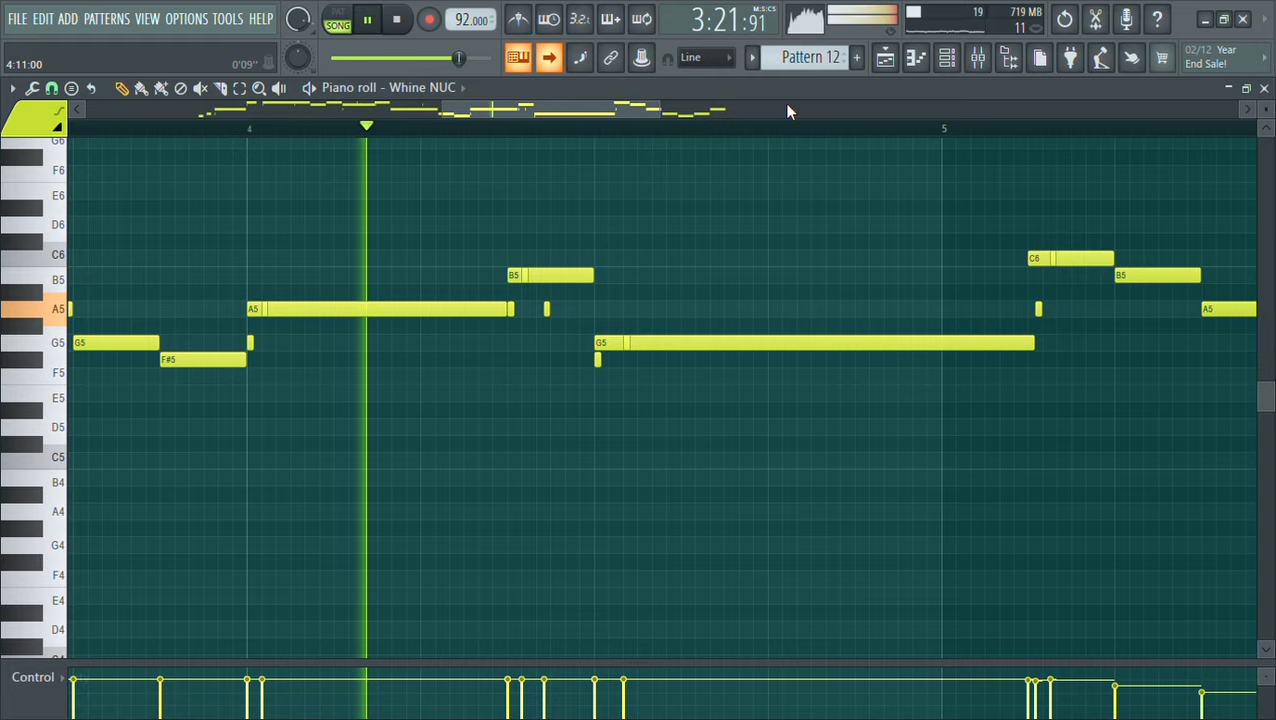 FILE EDIT ADD PATTERNS VIEW OPTIONS TOOLS HELP
PAT
SONG
92.000
3.2.
3:21:91
M:S:CS
19
719 MB
11
4:11:00
0'09"
Line
Pattern 12
02/12 Year
End Sale!
Piano roll - Whine NUC
4
5
G6
F6
E6
D6
C6
C6
B5
B5
B5
A5
A5
A5
G5
G5
G5
F#5
F5
E5
D5
C5
B4
A4
G4
F4
E4
D4
Control